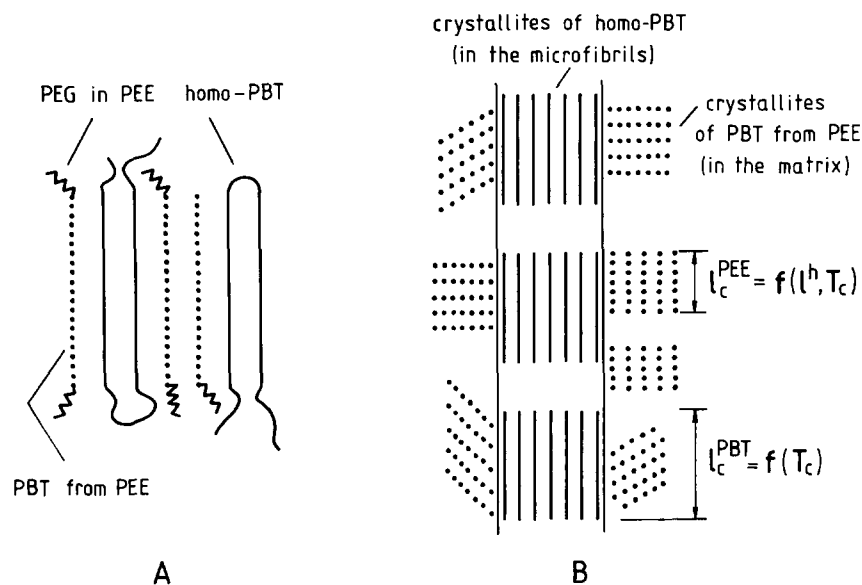 PEG in PEE
homo-PBT
PBT from PEE
A
crystallites of homo-PBT
(in the microfibrils)
crystallites
of PBT from PEE
(in the matrix)
l_c^PEE = f(l^h, T_c)
l_c^PBT = f(T_c)
B